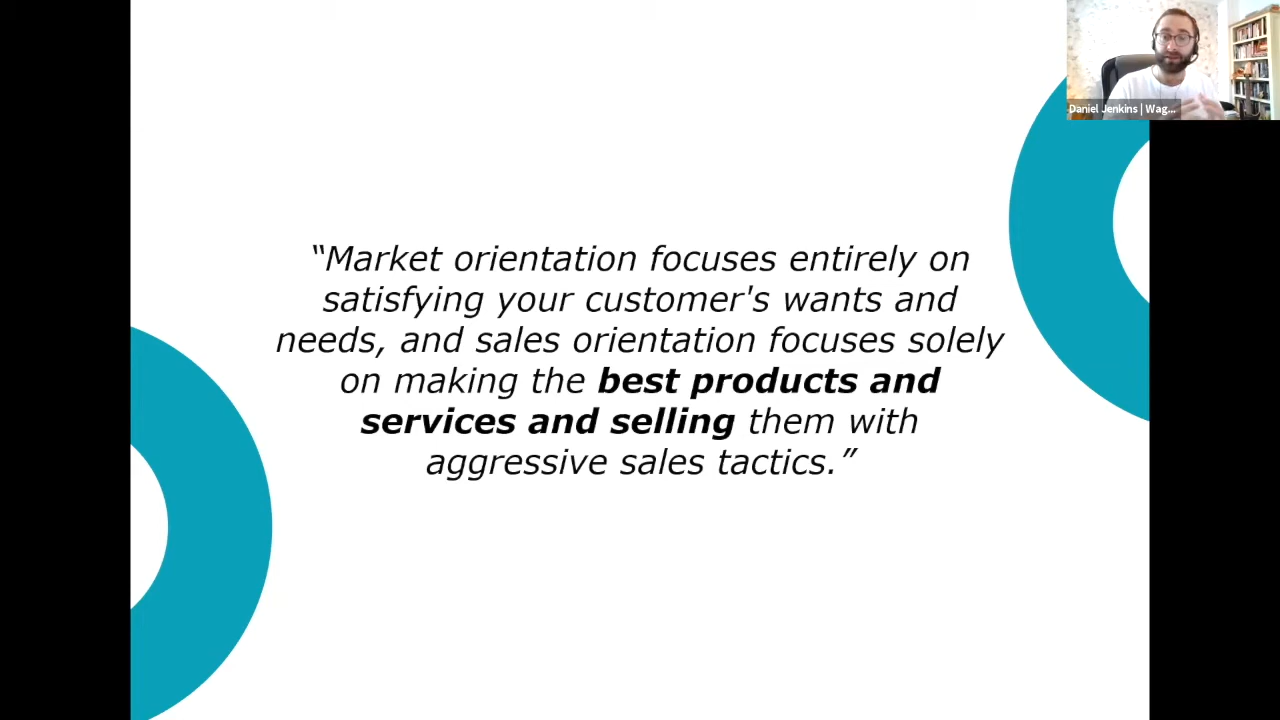 Daniel Jenkins | Wag...
“Market orientation focuses entirely on
satisfying your customer's wants and
needs, and sales orientation focuses solely
on making the best products and
services and selling them with
aggressive sales tactics.”